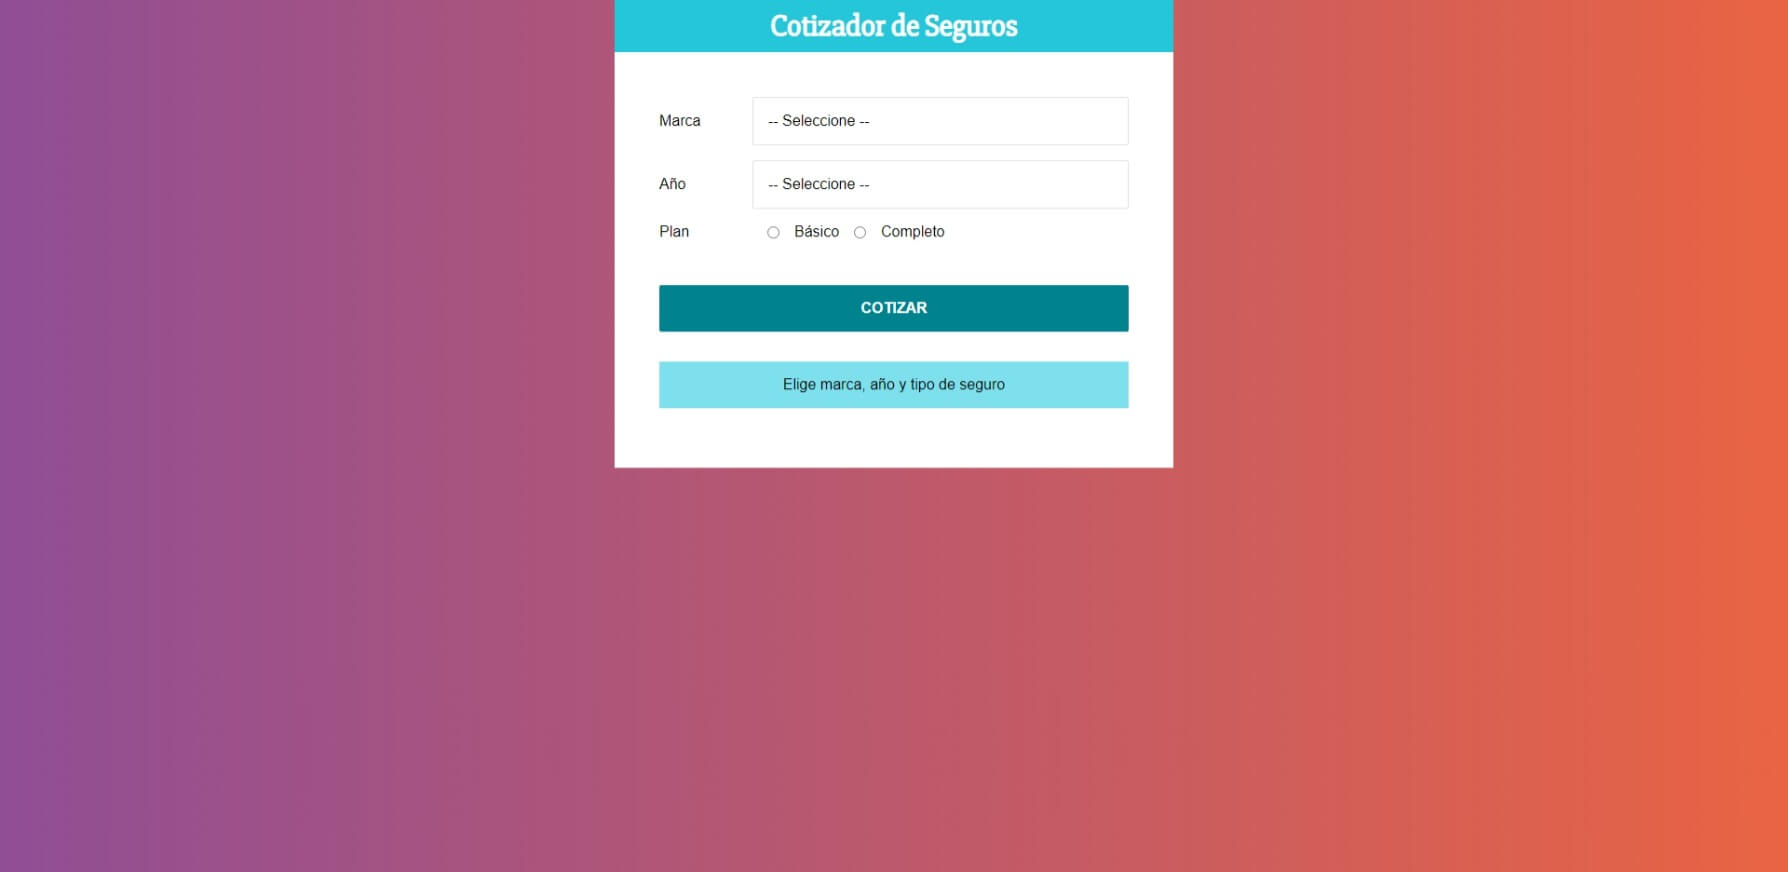 Cotizador de Seguros
Marca
-- Seleccione --
Año
-- Seleccione --
Plan Básico Completo
COTIZAR
Elige marca, año y tipo de seguro